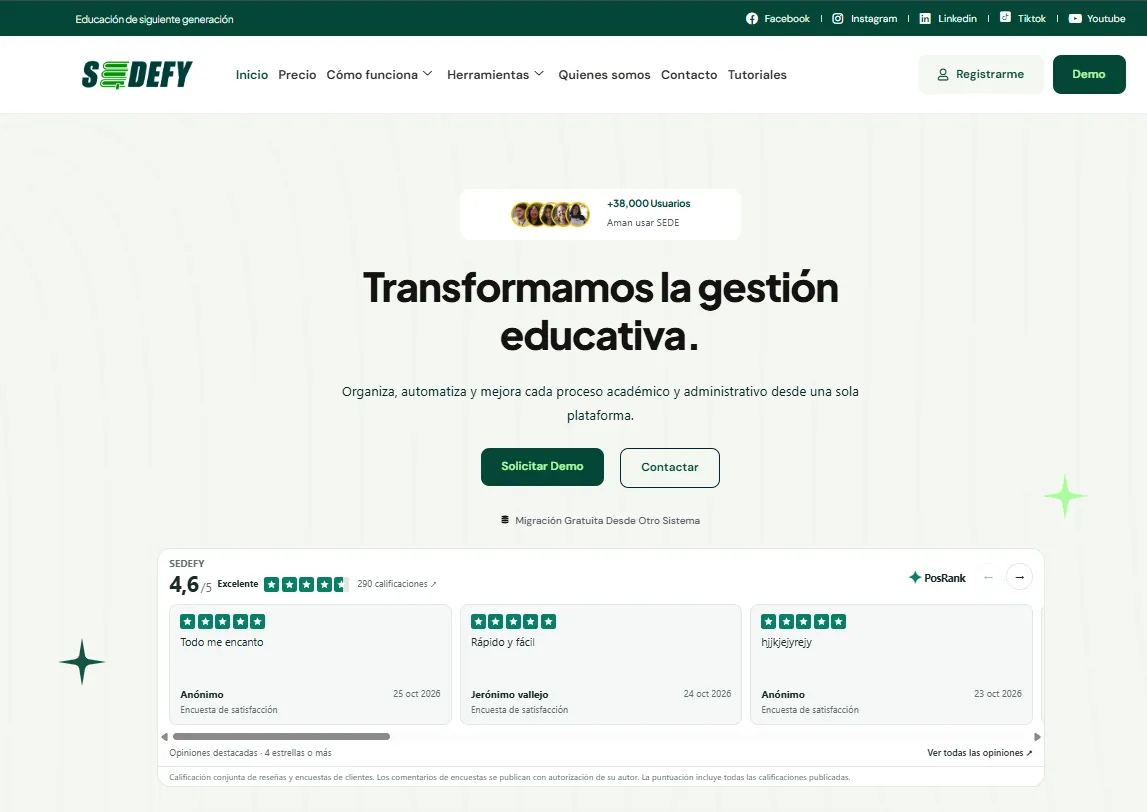 Educación de siguiente generación
Facebook
Instagram
Linkedin
Tiktok
Youtube
SEDEFY
Inicio
Precio
Cómo funciona
Herramientas
Quienes somos
Contacto
Tutoriales
Registrarme
Demo
+38,000 Usuarios
Aman usar SEDE
Transformamos la gestión
educativa.
Organiza, automatiza y mejora cada proceso académico y administrativo desde una sola
plataforma.
Solicitar Demo
Contactar
Migración Gratuita Desde Otro Sistema
SEDEFY
4,6/5 Excelente 290 calificaciones ↗
PosRank ← →
Todo me encanto
Anónimo 25 oct 2026
Encuesta de satisfacción
Rápido y fácil
Jerónimo vallejo 24 oct 2026
Encuesta de satisfacción
hjjkjejyrejy
Anónimo 23 oct 2026
Encuesta de satisfacción
Opiniones destacadas · 4 estrellas o más
Ver todas las opiniones ↗
Calificación conjunta de reseñas y encuestas de clientes. Los comentarios de encuestas se publican con autorización de su autor. La puntuación incluye todas las calificaciones publicadas.